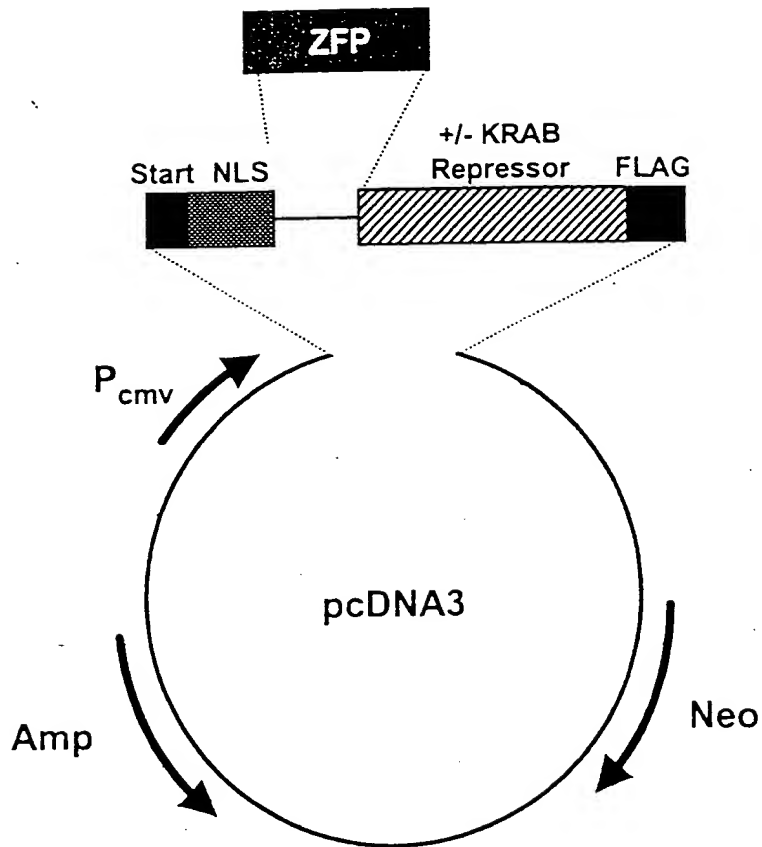 ZFP
+/- KRAB
Start NLS Repressor FLAG
Pcmv
pcDNA3
Amp
Neo